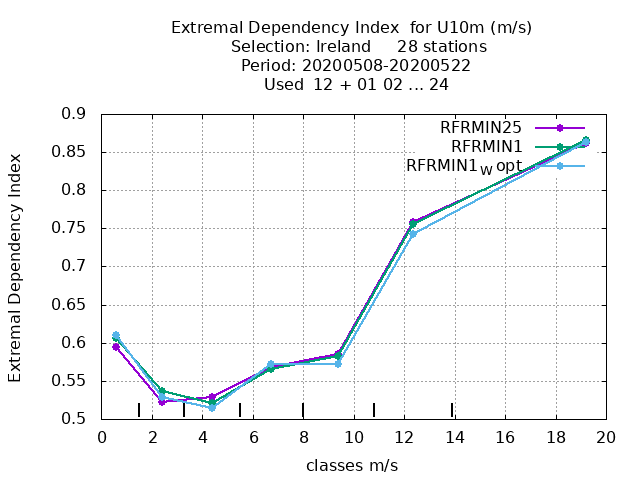 Extremal Dependency Index  for U10m (m/s)
Selection: Ireland     28 stations
Period: 20200508-20200522
Used  12 + 01 02 ... 24
RFRMIN25
RFRMIN1
RFRMIN1W opt
Extremal Dependency Index
0.9
0.85
0.8
0.75
0.7
0.65
0.6
0.55
0.5
0 2 4 6 8 10 12 14 16 18 20
classes m/s